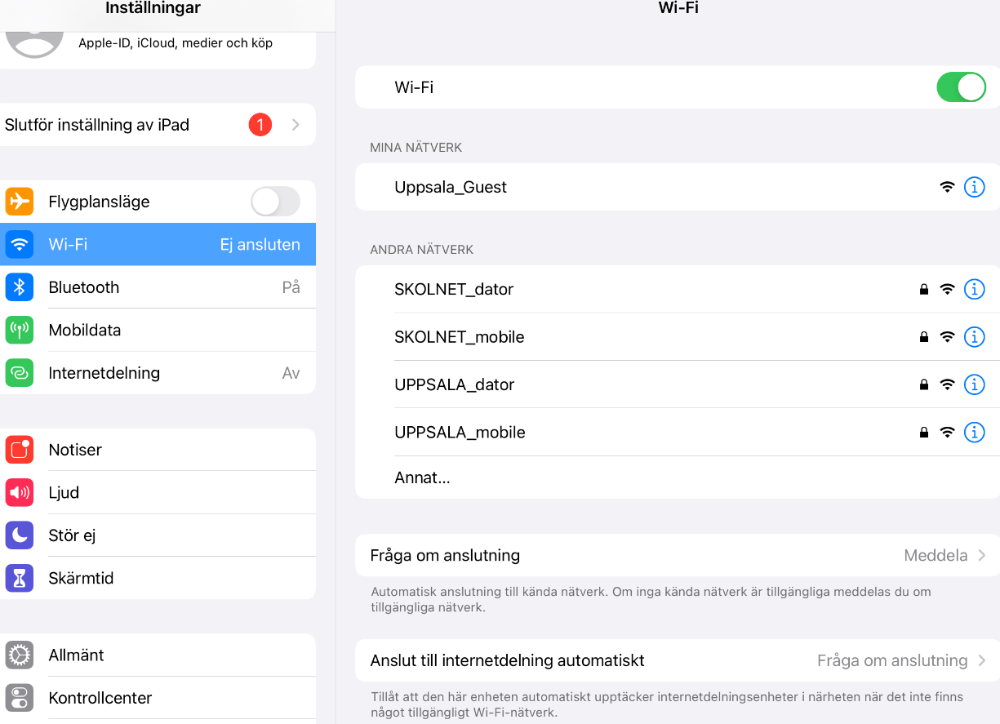 Inställningar
Apple-ID, iCloud, medier och köp
Slutför inställning av iPad 1
Flygplansläge
Wi-Fi Ej ansluten
Bluetooth På
Mobildata
Internetdelning Av
Notiser
Ljud
Stör ej
Skärmtid
Allmänt
Kontrollcenter
Wi-Fi
Wi-Fi
MINA NÄTVERK
Uppsala_Guest
ANDRA NÄTVERK
SKOLNET_dator
SKOLNET_mobile
UPPSALA_dator
UPPSALA_mobile
Annat...
Fråga om anslutning Meddela
Automatisk anslutning till kända nätverk. Om inga kända nätverk är tillgängliga meddelas du om
tillgängliga nätverk.
Anslut till internetdelning automatiskt Fråga om anslutning
Tillåt att den här enheten automatiskt upptäcker internetdelningsenheter i närheten när det inte finns
något tillgängligt Wi-Fi-nätverk.